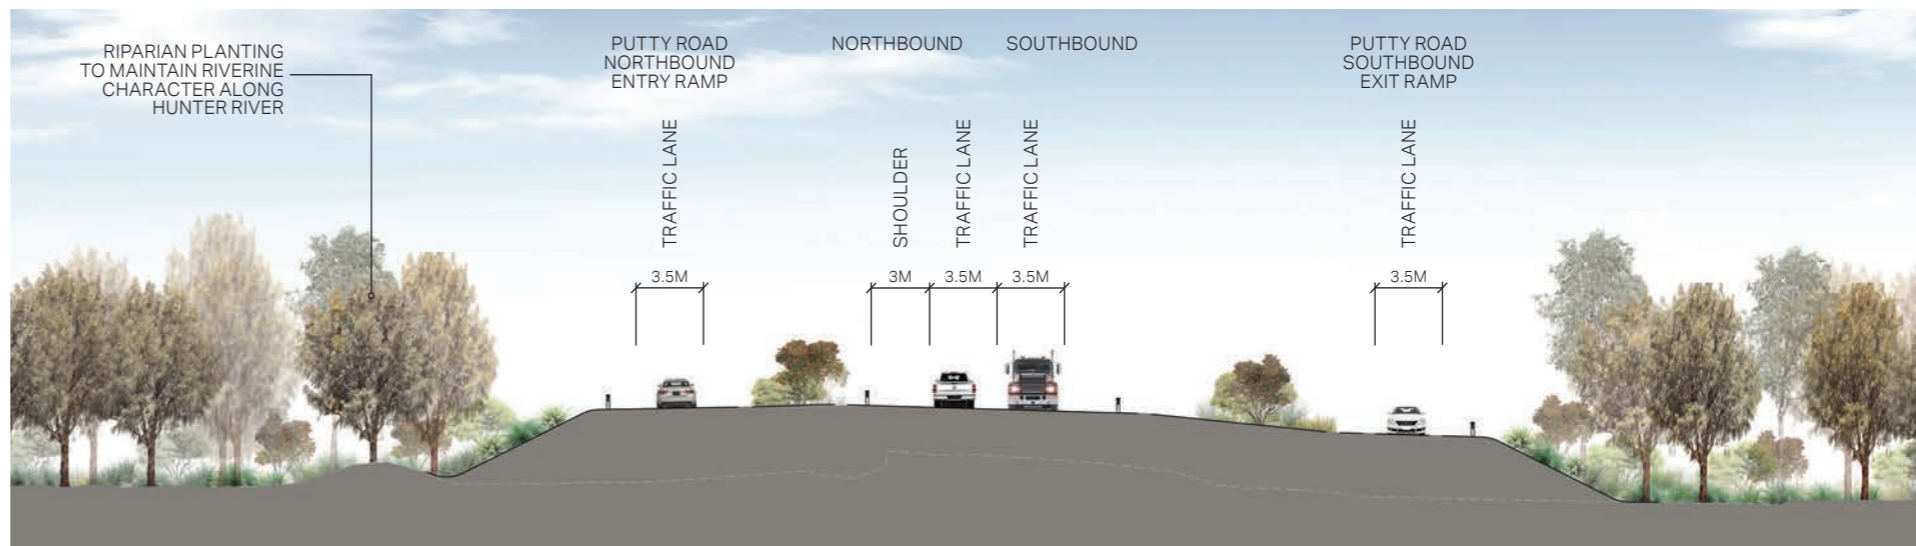 RIPARIAN PLANTING
TO MAINTAIN RIVERINE
CHARACTER ALONG
HUNTER RIVER
PUTTY ROAD
NORTHBOUND
ENTRY RAMP
NORTHBOUND
SOUTHBOUND
PUTTY ROAD
SOUTHBOUND
EXIT RAMP
TRAFFIC LANE
SHOULDER
TRAFFIC LANE
TRAFFIC LANE
TRAFFIC LANE
3.5M
3M
3.5M
3.5M
3.5M